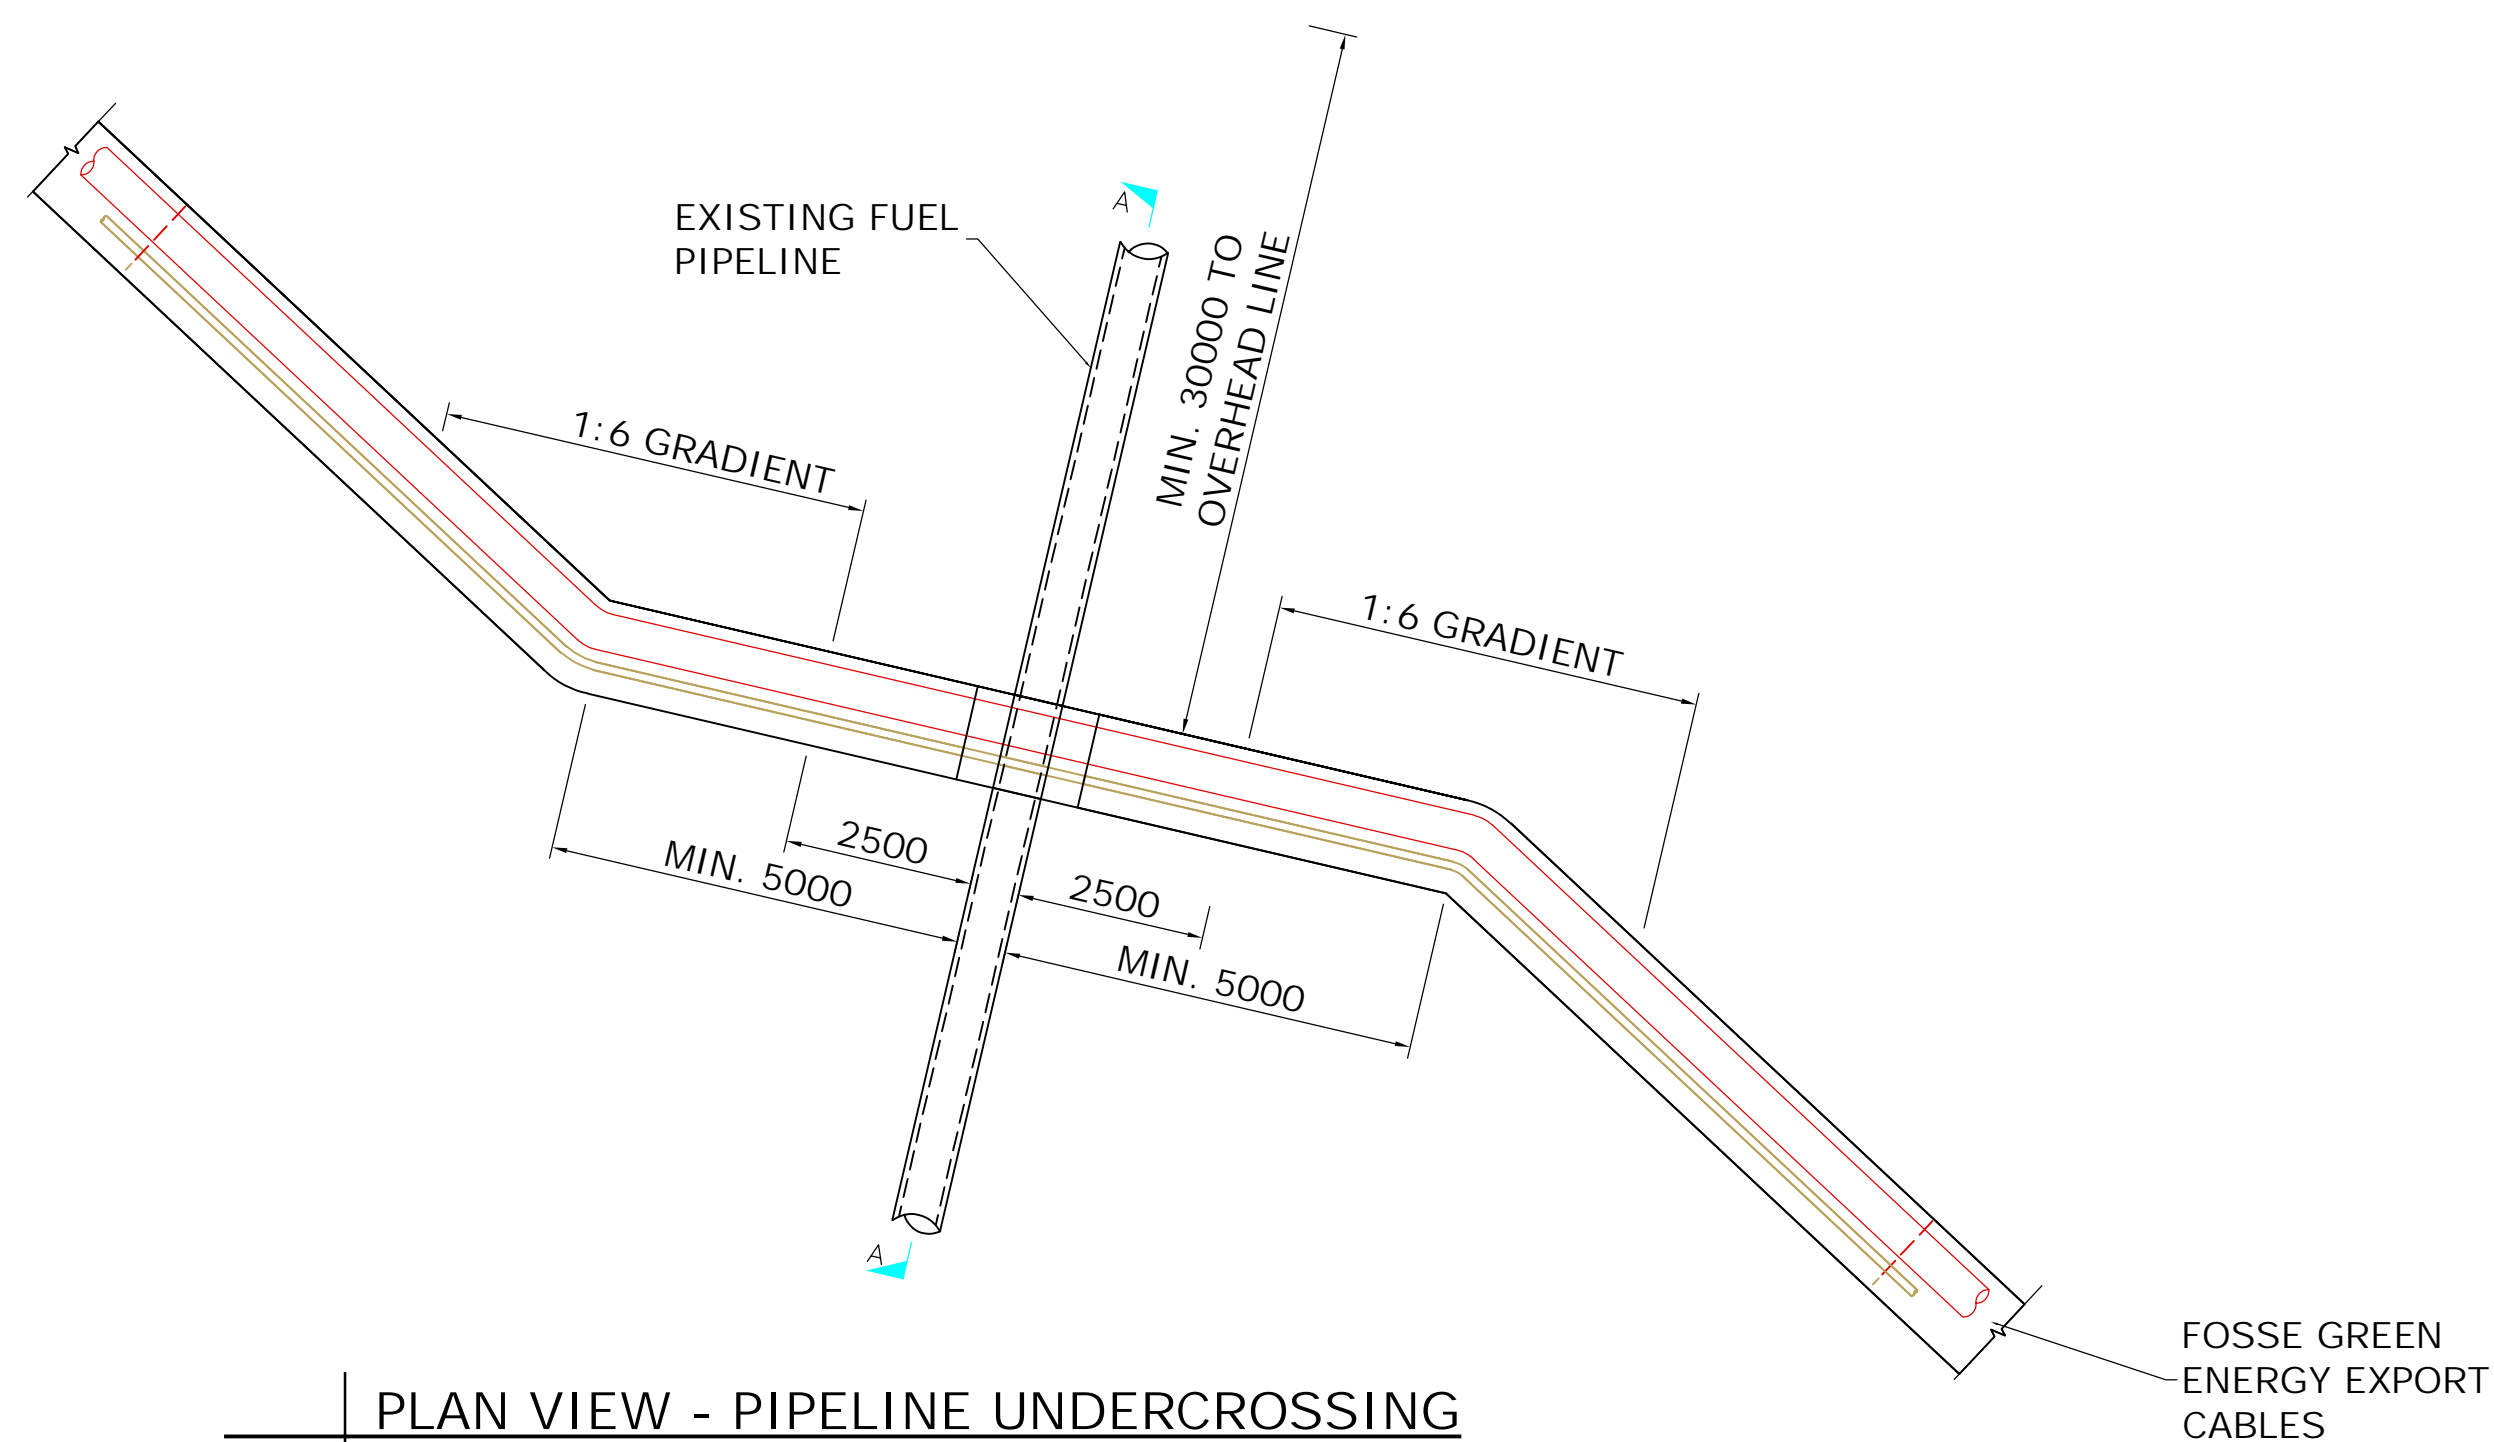 A
EXISTING FUEL
PIPELINE
MIN. 30000 TO
OVERHEAD LINE
1:6 GRADIENT
1:6 GRADIENT
2500
MIN. 5000
2500
MIN. 5000
A
FOSSE GREEN
ENERGY EXPORT
CABLES
PLAN VIEW - PIPELINE UNDERCROSSING